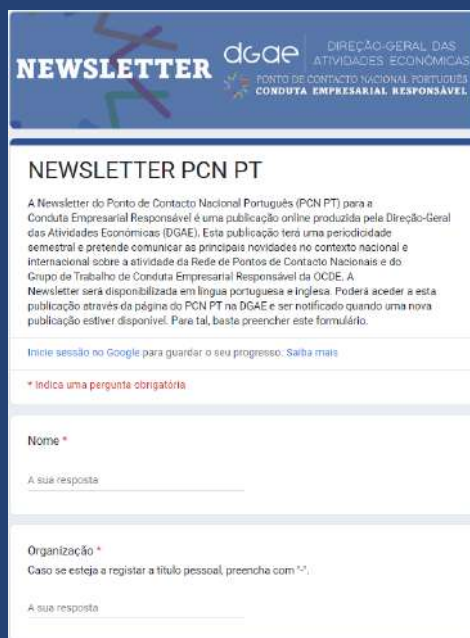 NEWSLETTER
dGae
DIREÇÃO-GERAL DAS
ATIVIDADES ECONÓMICAS
PONTO DE CONTACTO NACIONAL PORTUGUÊS
CONDUTA EMPRESARIAL RESPONSÁVEL
NEWSLETTER PCN PT
A Newsletter do Ponto de Contacto Nacional Português (PCN PT) para a
Conduta Empresarial Responsável é uma publicação online produzida pela Direção-Geral
das Atividades Económicas (DGAE). Esta publicação terá uma periodicidade
semestral e pretende comunicar as principais novidades no contexto nacional e
internacional sobre a atividade da Rede de Pontos de Contacto Nacionais e do
Grupo de Trabalho de Conduta Empresarial Responsável da OCDE. A
Newsletter será disponibilizada em língua portuguesa e inglesa. Poderá aceder a esta
publicação através da página do PCN PT na DGAE e ser notificado quando uma nova
publicação estiver disponível. Para tal, basta preencher este formulário.
Inicie sessão no Google para guardar o seu progresso. Saiba mais
* Indica uma pergunta obrigatória
Nome *
A sua resposta
Organização *
Caso se esteja a registar a título pessoal, preencha com "-".
A sua resposta